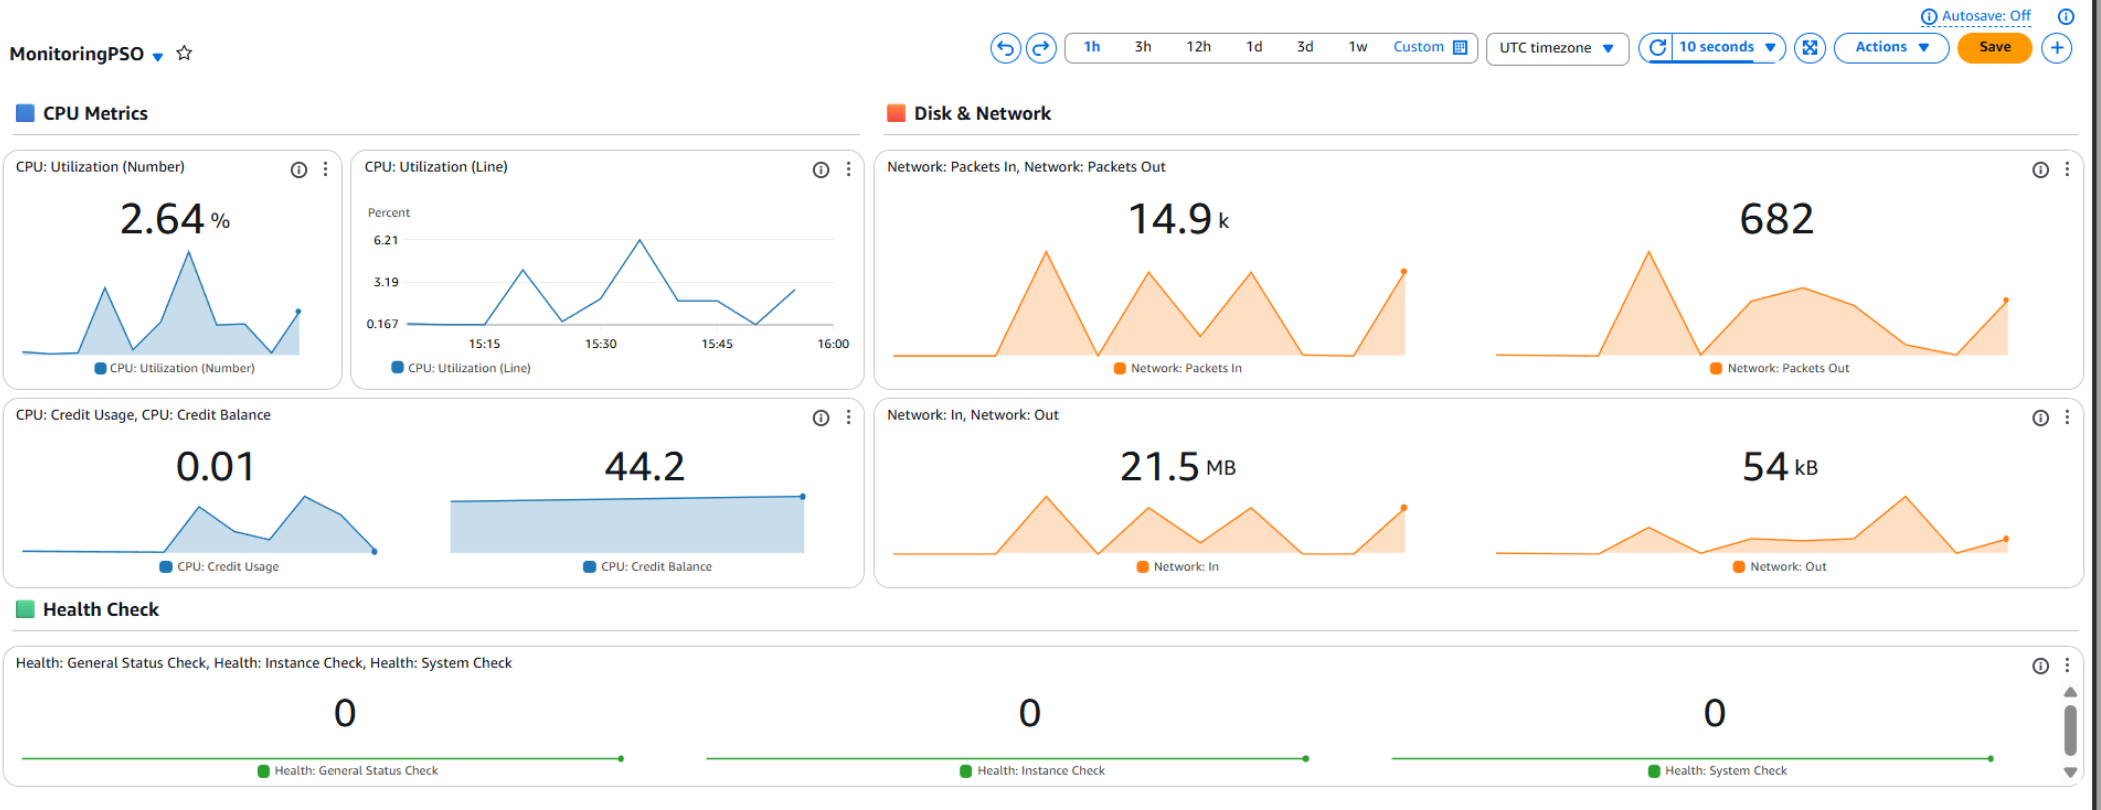 Autosave: Off
MonitoringPSO
1h 3h 12h 1d 3d 1w Custom
UTC timezone
10 seconds
Actions
Save
CPU Metrics
CPU: Utilization (Number)
2.64 %
CPU: Utilization (Number)
CPU: Utilization (Line)
Percent
6.21
3.19
0.167
15:15 15:30 15:45 16:00
CPU: Utilization (Line)
CPU: Credit Usage, CPU: Credit Balance
0.01
CPU: Credit Usage
44.2
CPU: Credit Balance
Disk & Network
Network: Packets In, Network: Packets Out
14.9 k
Network: Packets In
682
Network: Packets Out
Network: In, Network: Out
21.5 MB
Network: In
54 kB
Network: Out
Health Check
Health: General Status Check, Health: Instance Check, Health: System Check
0
Health: General Status Check
0
Health: Instance Check
0
Health: System Check